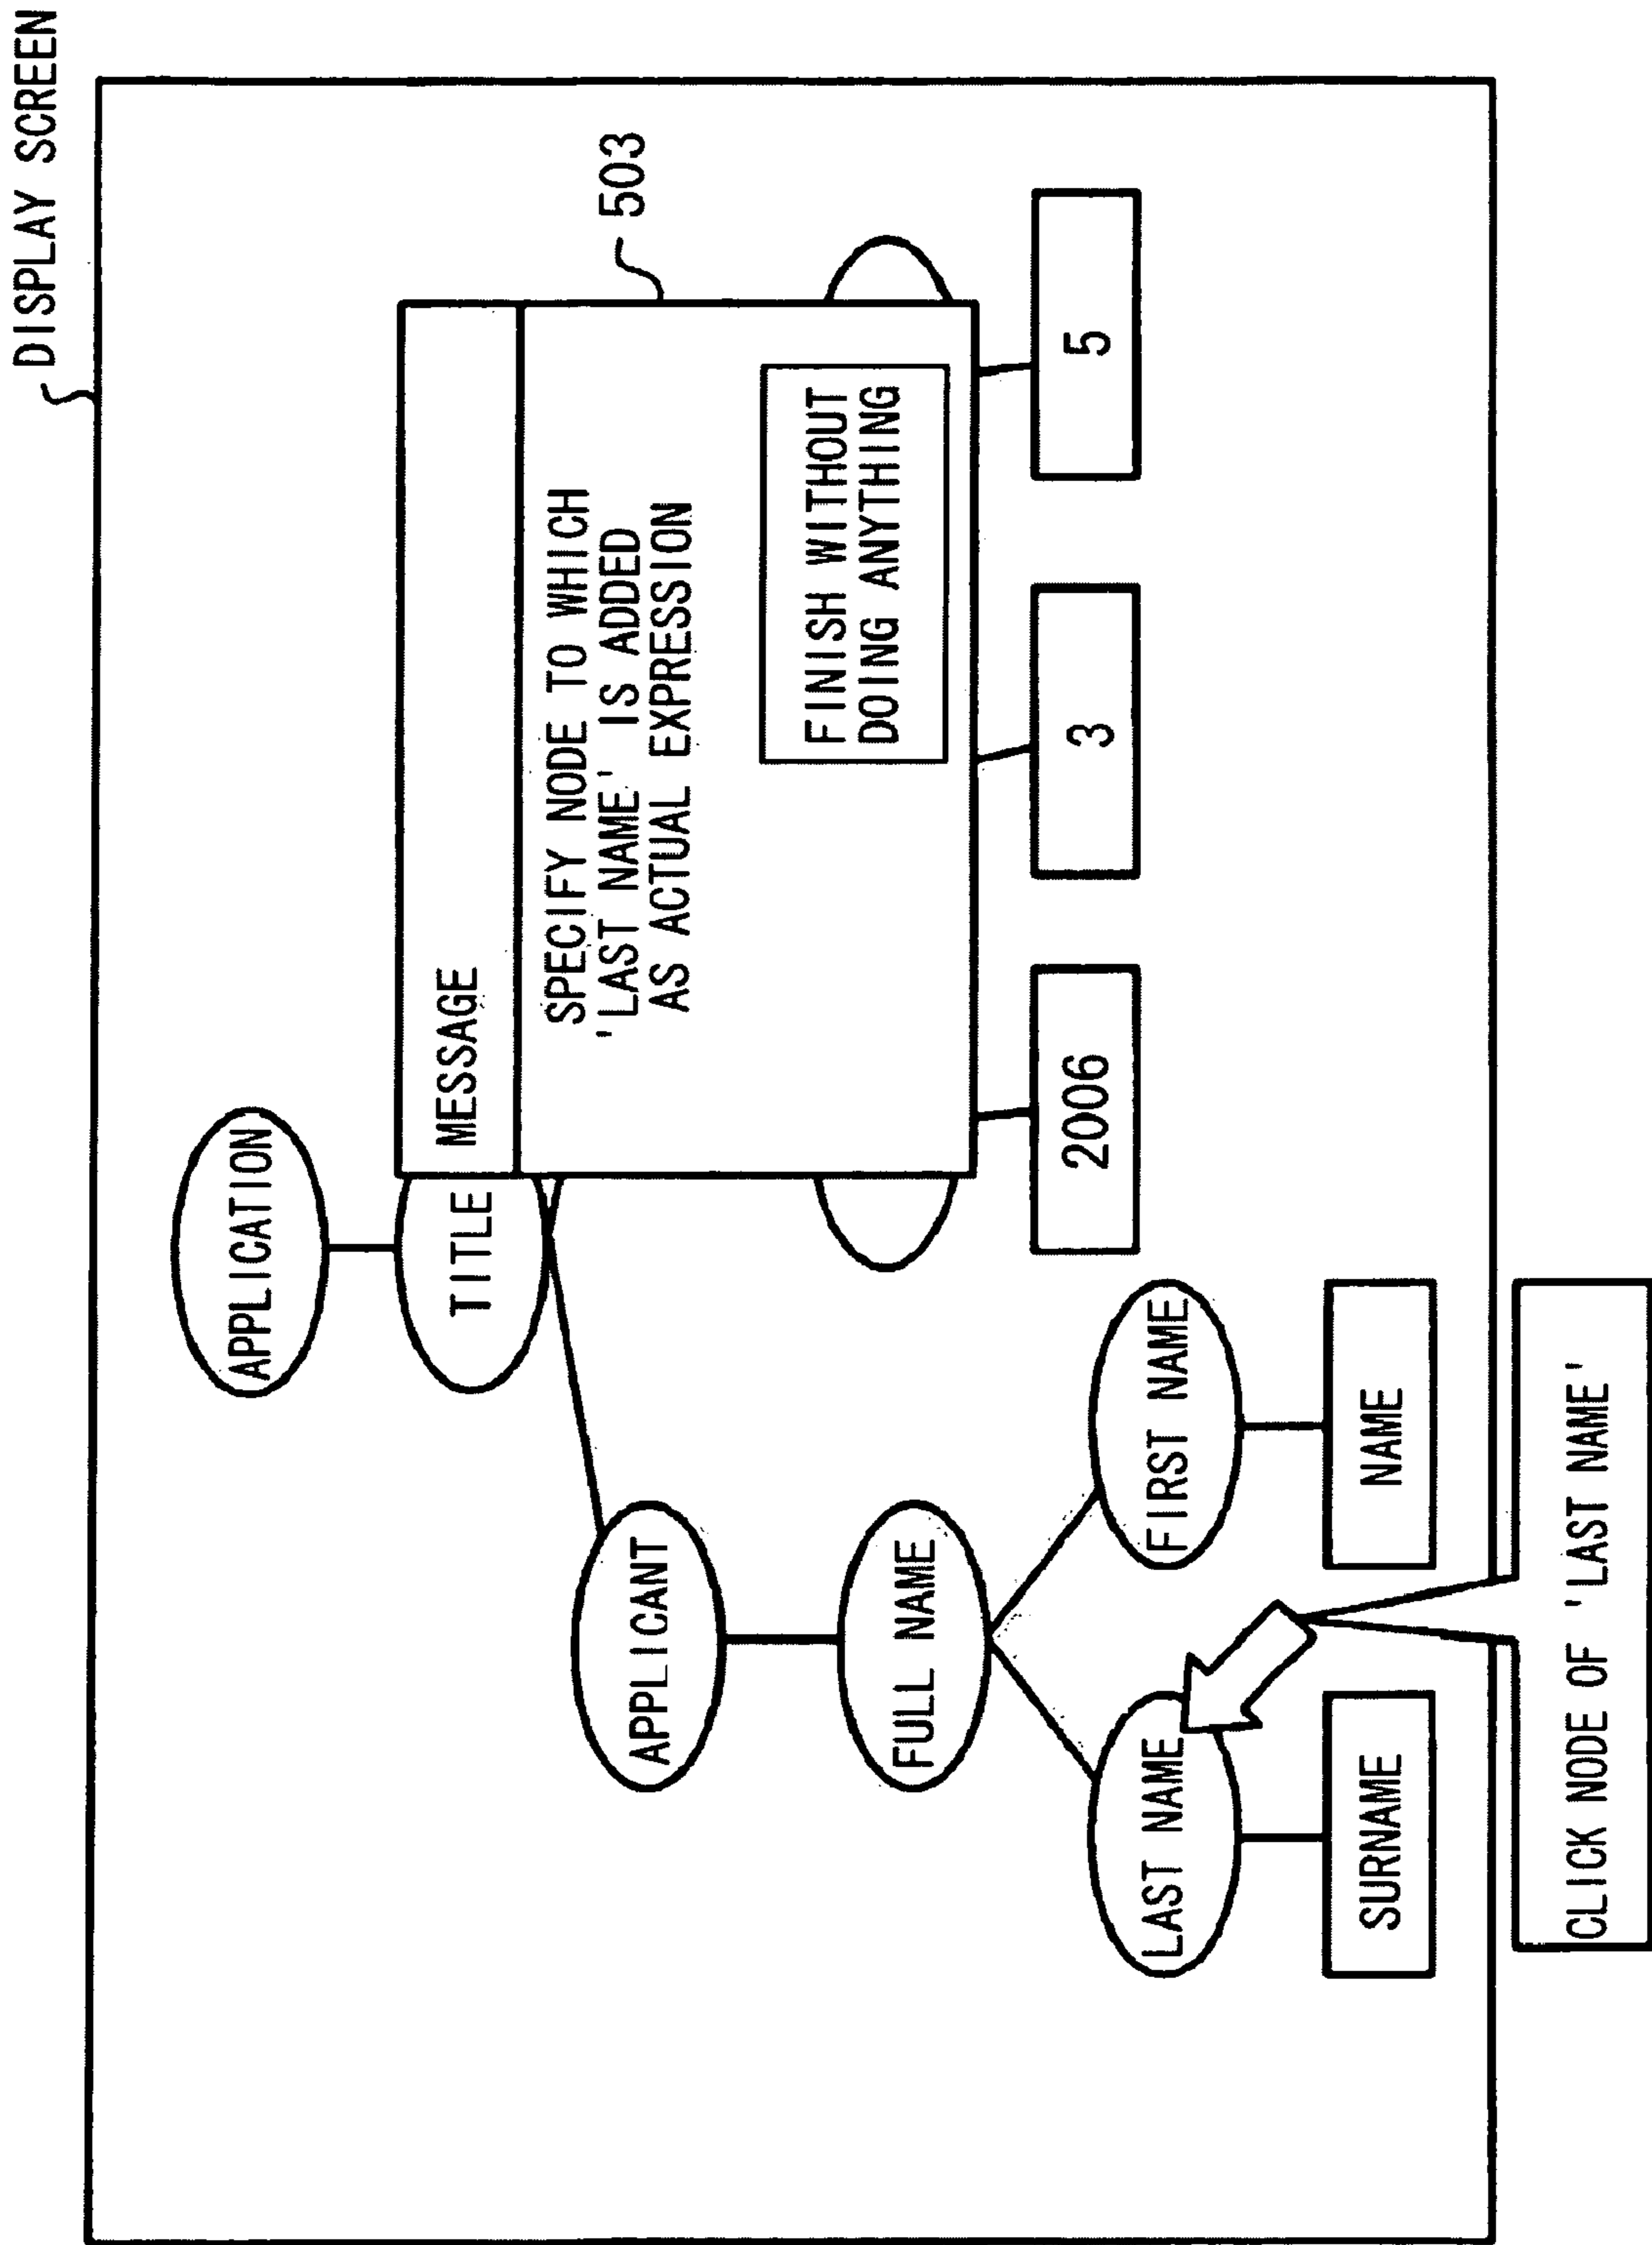 DISPLAY SCREEN
APPLICATION
TITLE
MESSAGE
503
SPECIFY NODE TO WHICH
'LAST NAME' IS ADDED
AS ACTUAL EXPRESSION
FINISH WITHOUT
DOING ANYTHING
APPLICANT
FULL NAME
LAST NAME
FIRST NAME
2006
3
5
SURNAME
NAME
CLICK NODE OF 'LAST NAME'